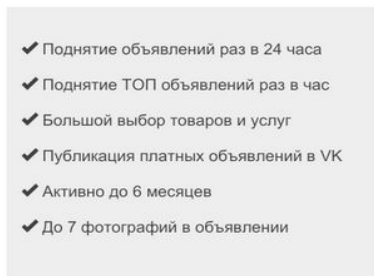 ✔ Поднятие объявлений раз в 24 часа
✔ Поднятие ТОП объявлений раз в час
✔ Большой выбор товаров и услуг
✔ Публикация платных объявлений в VK
✔ Активно до 6 месяцев
✔ До 7 фотографий в объявлении